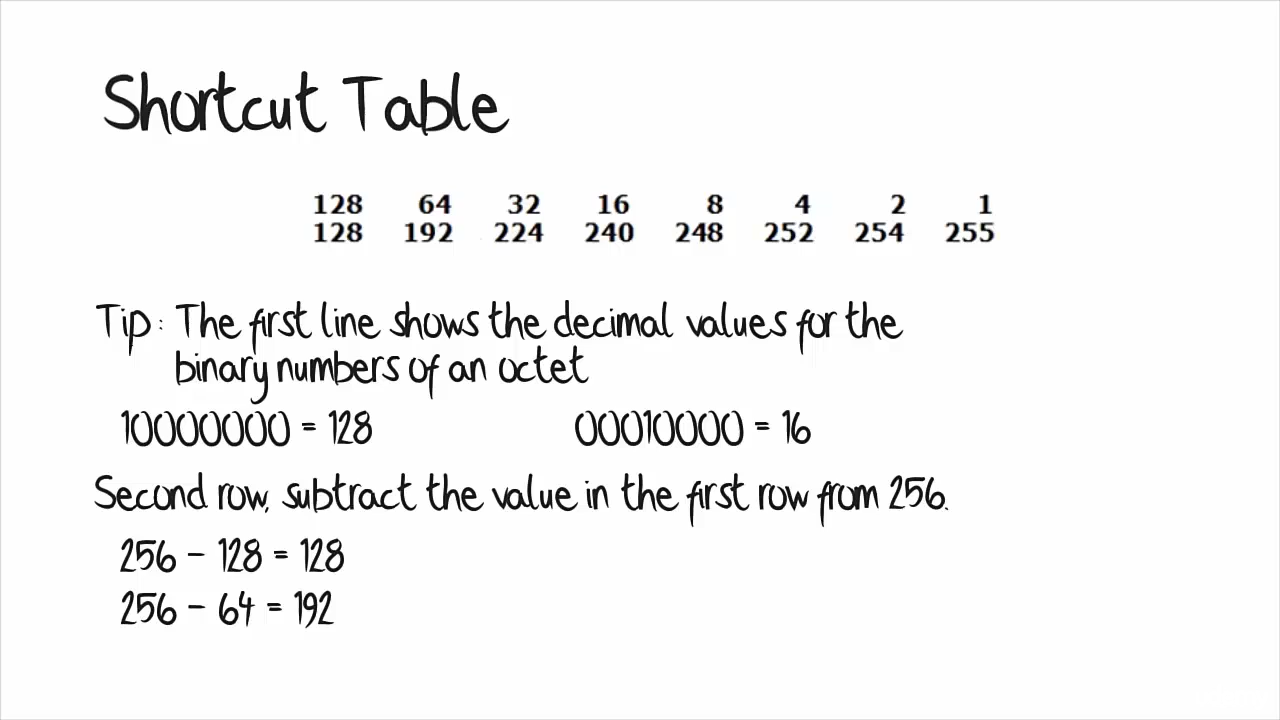 Shortcut Table
128 64 32 16 8 4 2 1
128 192 224 240 248 252 254 255
Tip: The first line shows the decimal values for the
binary numbers of an octet
10000000 = 128 00010000 = 16
Second row, subtract the value in the first row from 256.
256 - 128 = 128
256 - 64 = 192